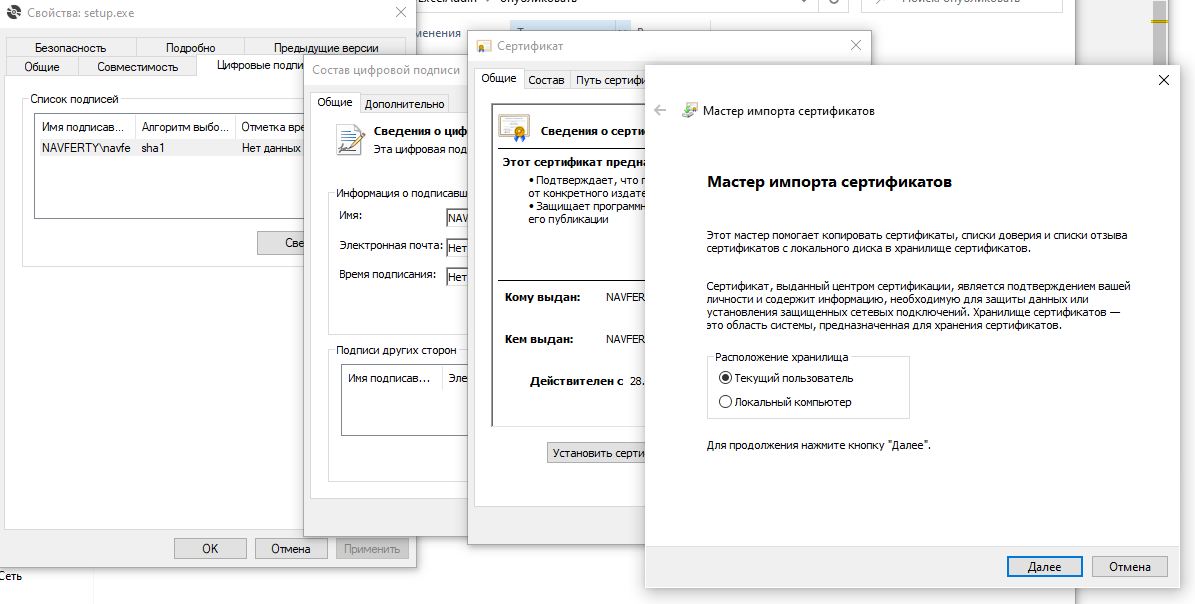 Свойства: setup.exe
Безопасность
Подробно
Предыдущие версии
Общие
Совместимость
Цифровые подпи
Список подписей
Имя подписав...
Алгоритм выбо...
Отметка вре
NAVFERTY\navfe
sha1
Нет данных
Све
OK
Отмена
Применить
Сеть
менения
Состав цифровой подписи
Общие
Дополнительно
Сведения о циф
Эта цифровая под
Информация о подписавш
Имя:
NAV
Электронная почта:
Нет
Время подписания:
Нет
Подписи других сторон
Имя подписав...
Эле
Сертификат
Общие
Состав
Путь сертифи
Сведения о серти
Этот сертификат предна
• Подтверждает, что п
от конкретного издате
• Защищает программн
его публикации
Кому выдан:
NAVFER
Кем выдан:
NAVFER
Действителен с 28.
Установить серти
Мастер импорта сертификатов
Мастер импорта сертификатов
Этот мастер помогает копировать сертификаты, списки доверия и списки отзыва
сертификатов с локального диска в хранилище сертификатов.
Сертификат, выданный центром сертификации, является подтверждением вашей
личности и содержит информацию, необходимую для защиты данных или
установления защищенных сетевых подключений. Хранилище сертификатов —
это область системы, предназначенная для хранения сертификатов.
Расположение хранилища
Текущий пользователь
Локальный компьютер
Для продолжения нажмите кнопку "Далее".
Далее
Отмена